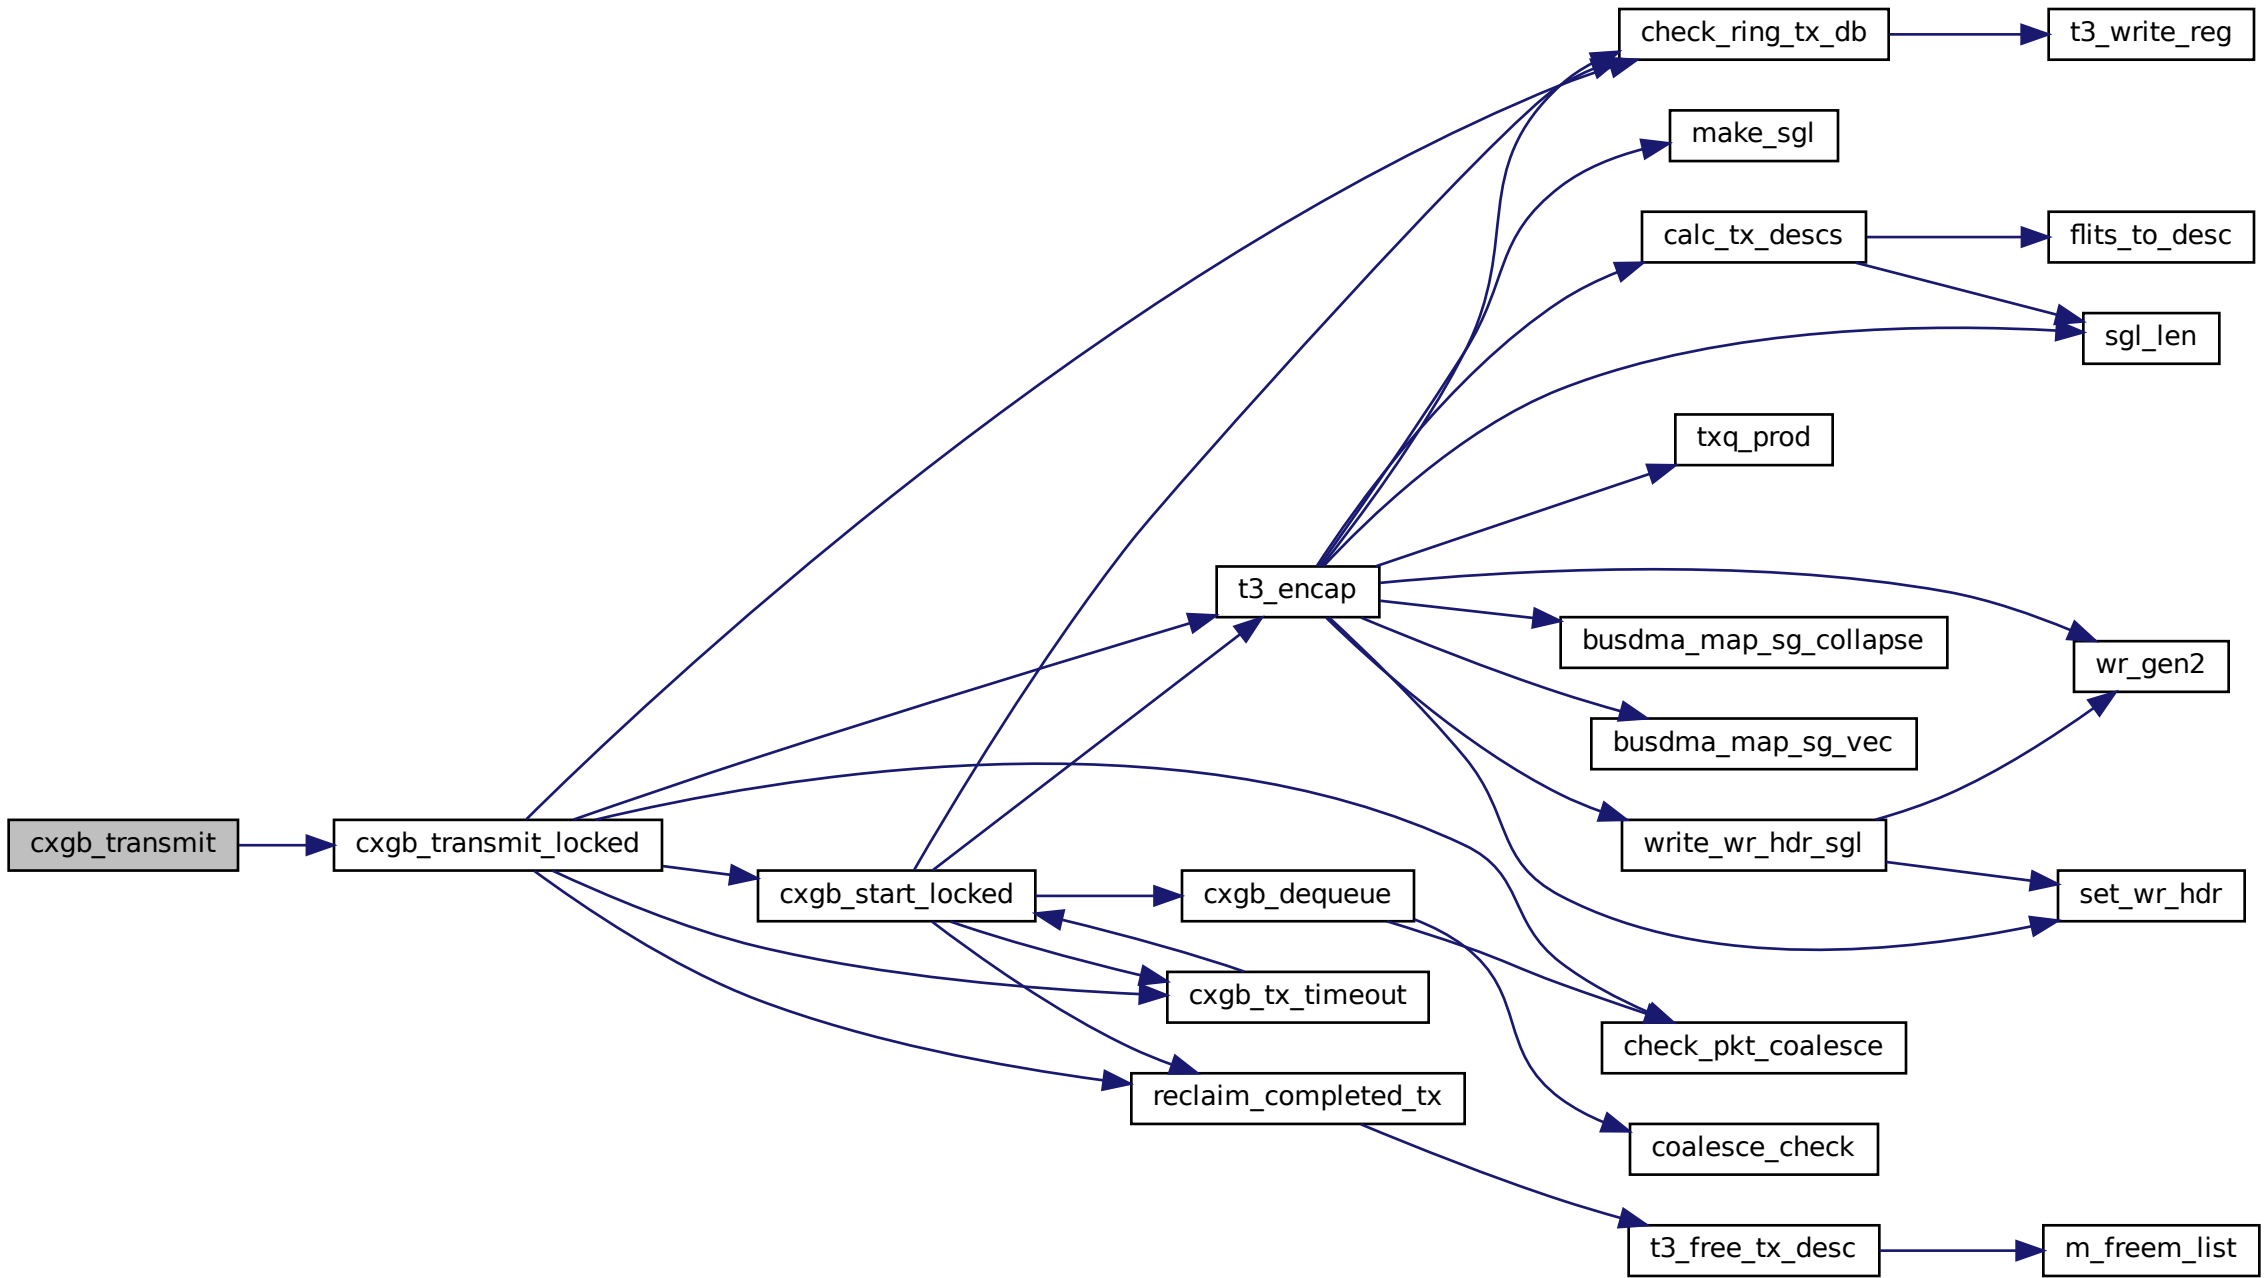 check_ring_tx_db
t3_write_reg
make_sgl
calc_tx_descs
flits_to_desc
sgl_len
txq_prod
t3_encap
busdma_map_sg_collapse
wr_gen2
busdma_map_sg_vec
cxgb_transmit
cxgb_transmit_locked
write_wr_hdr_sgl
cxgb_start_locked
cxgb_dequeue
set_wr_hdr
cxgb_tx_timeout
check_pkt_coalesce
reclaim_completed_tx
coalesce_check
t3_free_tx_desc
m_freem_list